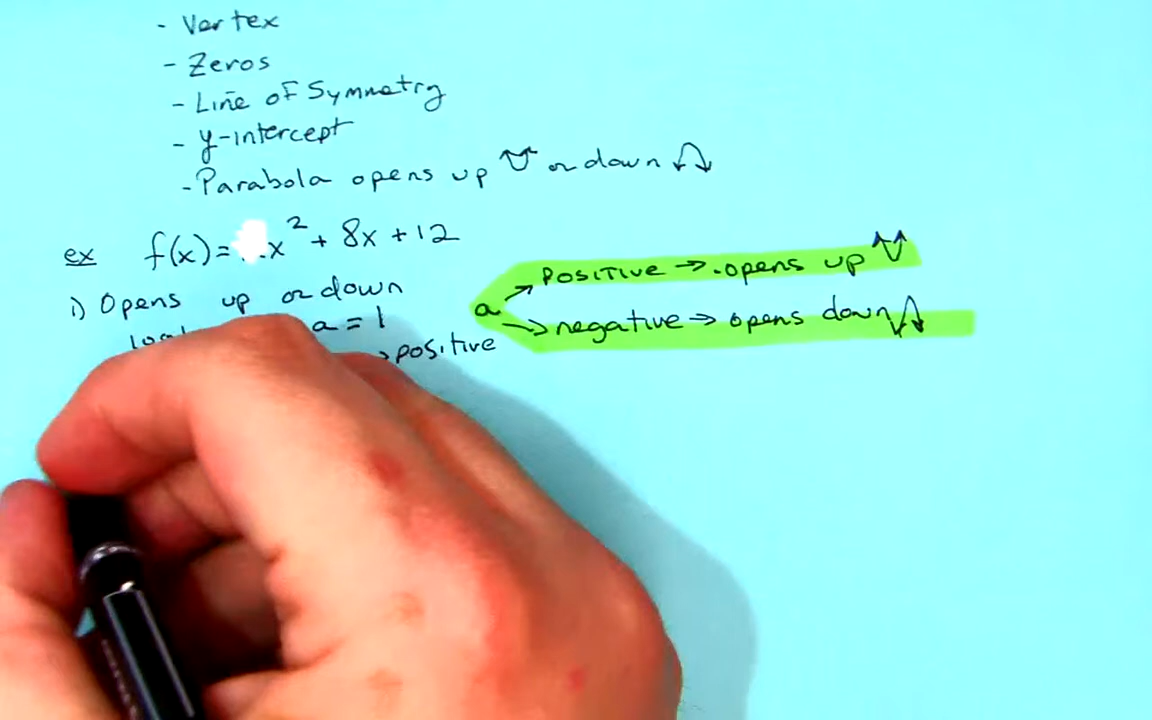 - Vertex
- Zeros
- Line of Symmetry
- y-intercept
- Parabola opens up or down
ex f(x)= x² + 8x + 12
1) Opens up or down
a = 1
→ positive
a
→ positive → opens up
→ negative → opens down